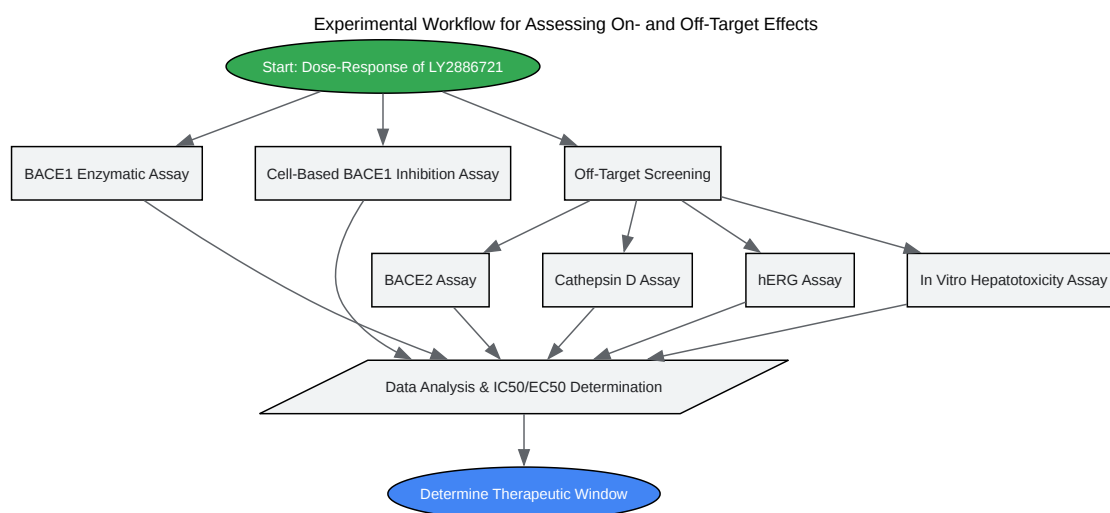 Experimental Workflow for Assessing On- and Off-Target Effects
Start: Dose-Response of LY2886721
BACE1 Enzymatic Assay
Cell-Based BACE1 Inhibition Assay
Off-Target Screening
BACE2 Assay
Cathepsin D Assay
hERG Assay
In Vitro Hepatotoxicity Assay
Data Analysis & IC50/EC50 Determination
Determine Therapeutic Window